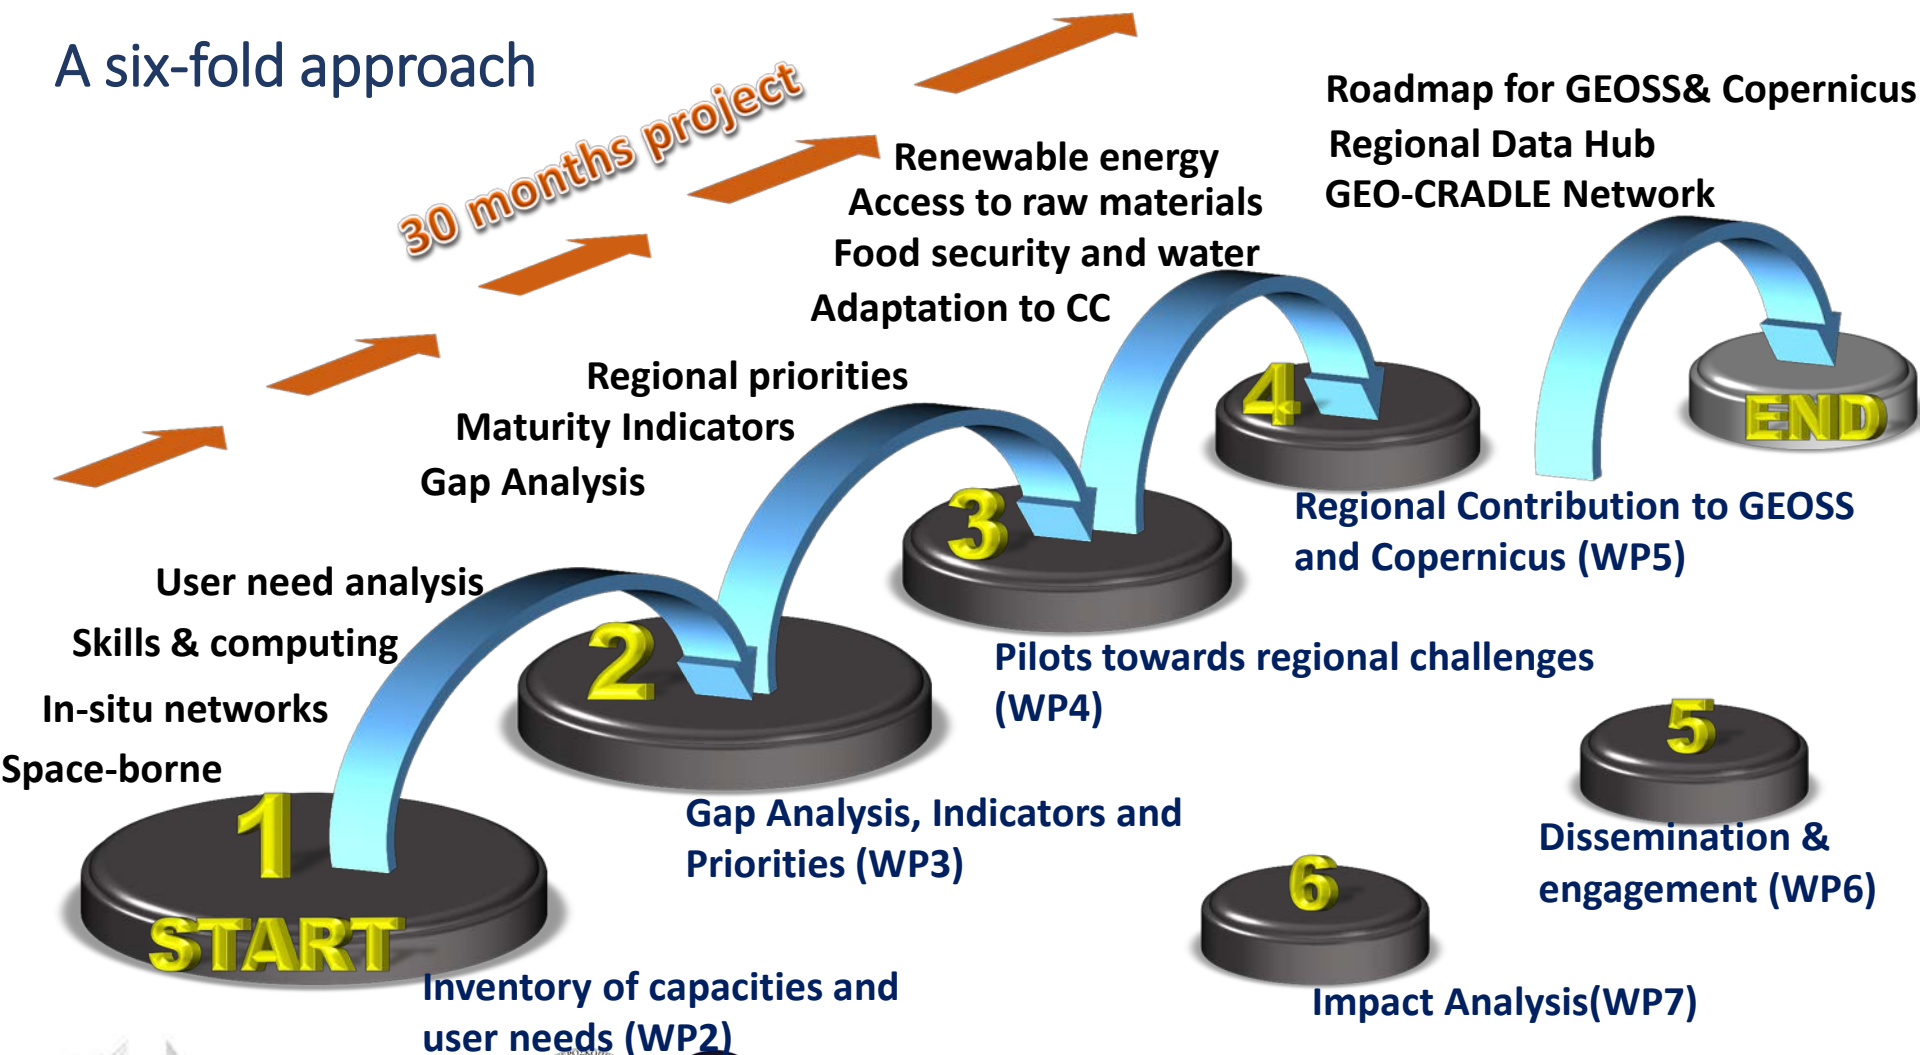 A six-fold approach
30 months project
Roadmap for GEOSS& Copernicus
Regional Data Hub
GEO-CRADLE Network
Renewable energy
Access to raw materials
Food security and water
Adaptation to CC
Regional priorities
Maturity Indicators
Gap Analysis
User need analysis
Skills & computing
In-situ networks
Space-borne
1
START
Inventory of capacities and
user needs (WP2)
2
Gap Analysis, Indicators and
Priorities (WP3)
3
Pilots towards regional challenges
(WP4)
4
Regional Contribution to GEOSS
and Copernicus (WP5)
END
5
Dissemination &
engagement (WP6)
6
Impact Analysis(WP7)